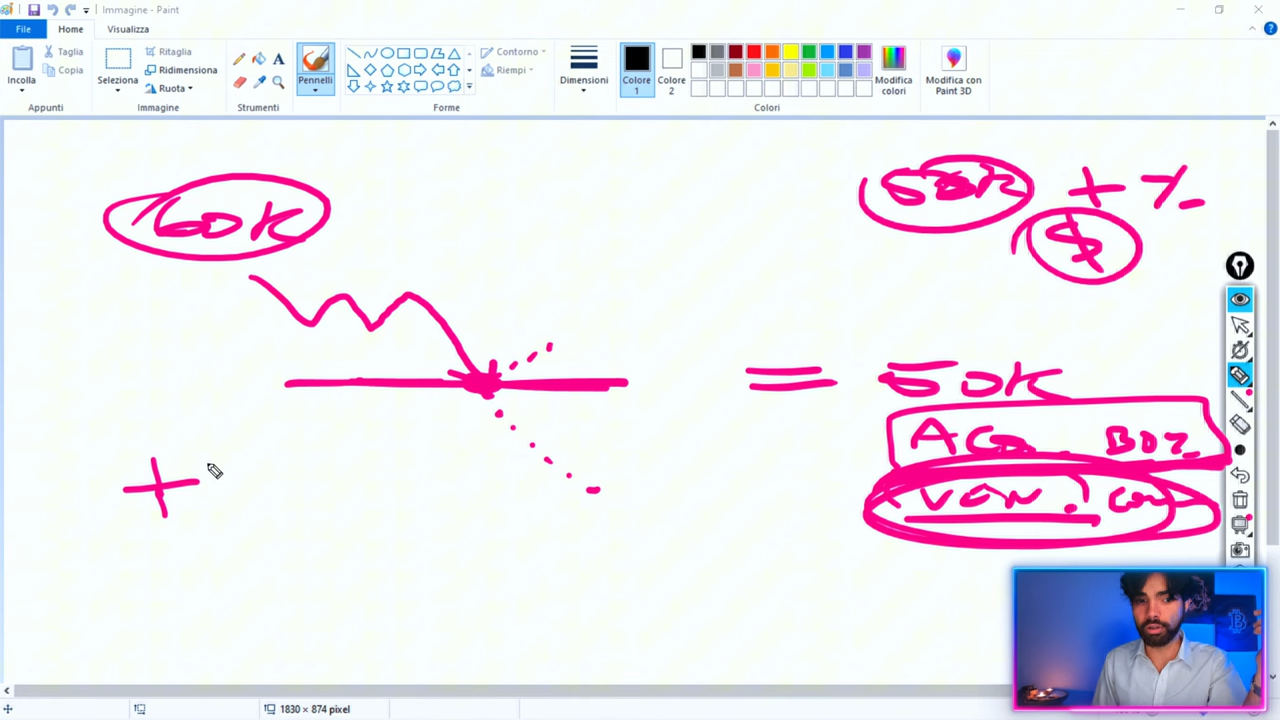 Immagine - Paint
File Home Visualizza
Incolla
Taglia
Copia
Appunti
Seleziona
Ritaglia
Ridimensiona
Ruota
Immagine
Strumenti
Pennelli
Forme
Contorno
Riempi
Dimensioni
Colore 1
Colore 2
Colori
Modifica colori
Modifica con Paint 3D
60K
+ %
$
= 50K
+
1830 × 874 pixel